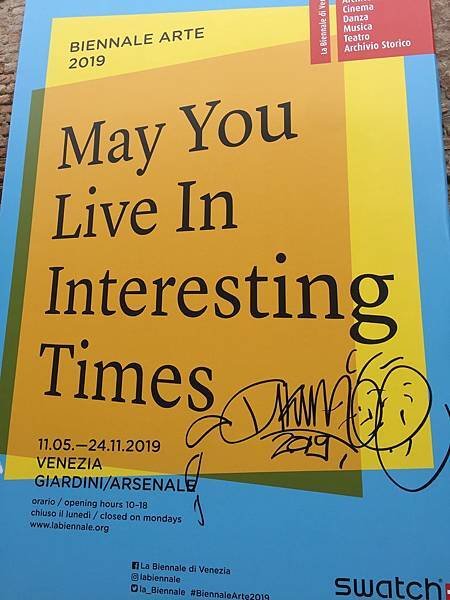 BIENNALE ARTE
2019
La Biennale di
Cinema
Danza
Musica
Teatro
Archivio Storico
May You
Live In
Interesting
Times
2019
11.05.—24.11.2019
VENEZIA
GIARDINI/ARSENALE
orario / opening hours 10–18
chiuso il lunedì / closed on mondays
www.labiennale.org
La Biennale di Venezia
labiennale
la_Biennale #BiennaleArte2019
swatch